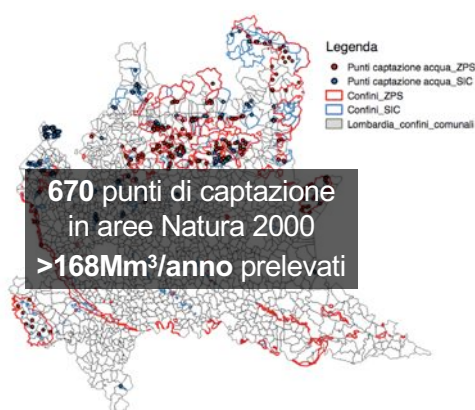 Legenda
Punti captazione acqua_ZPS
Punti captazione acqua_SIC
Confini_ZPS
Confini_SIC
Lombardia_confini_comunali
670 punti di captazione
in aree Natura 2000
>168Mm³/anno prelevati